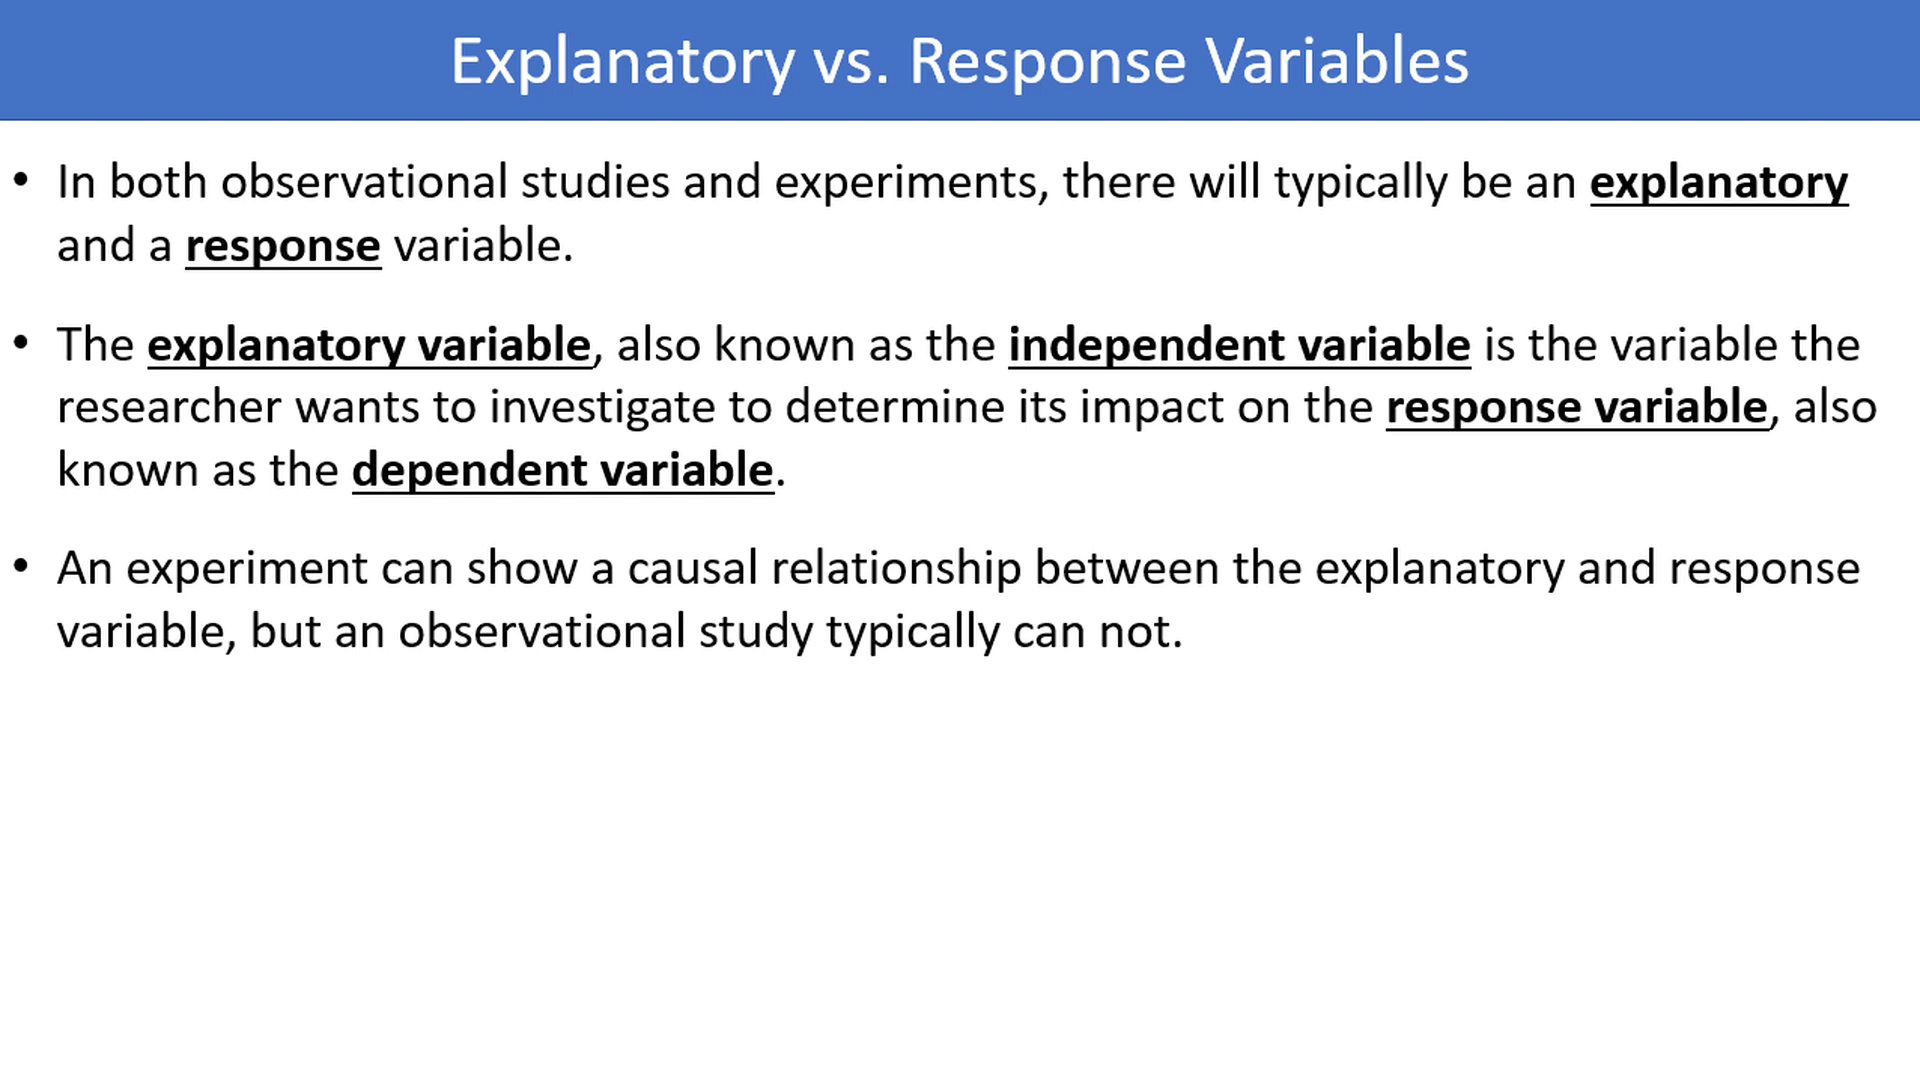 Explanatory vs. Response Variables
• In both observational studies and experiments, there will typically be an explanatory
and a response variable.
• The explanatory variable, also known as the independent variable is the variable the
researcher wants to investigate to determine its impact on the response variable, also
known as the dependent variable.
• An experiment can show a causal relationship between the explanatory and response
variable, but an observational study typically can not.